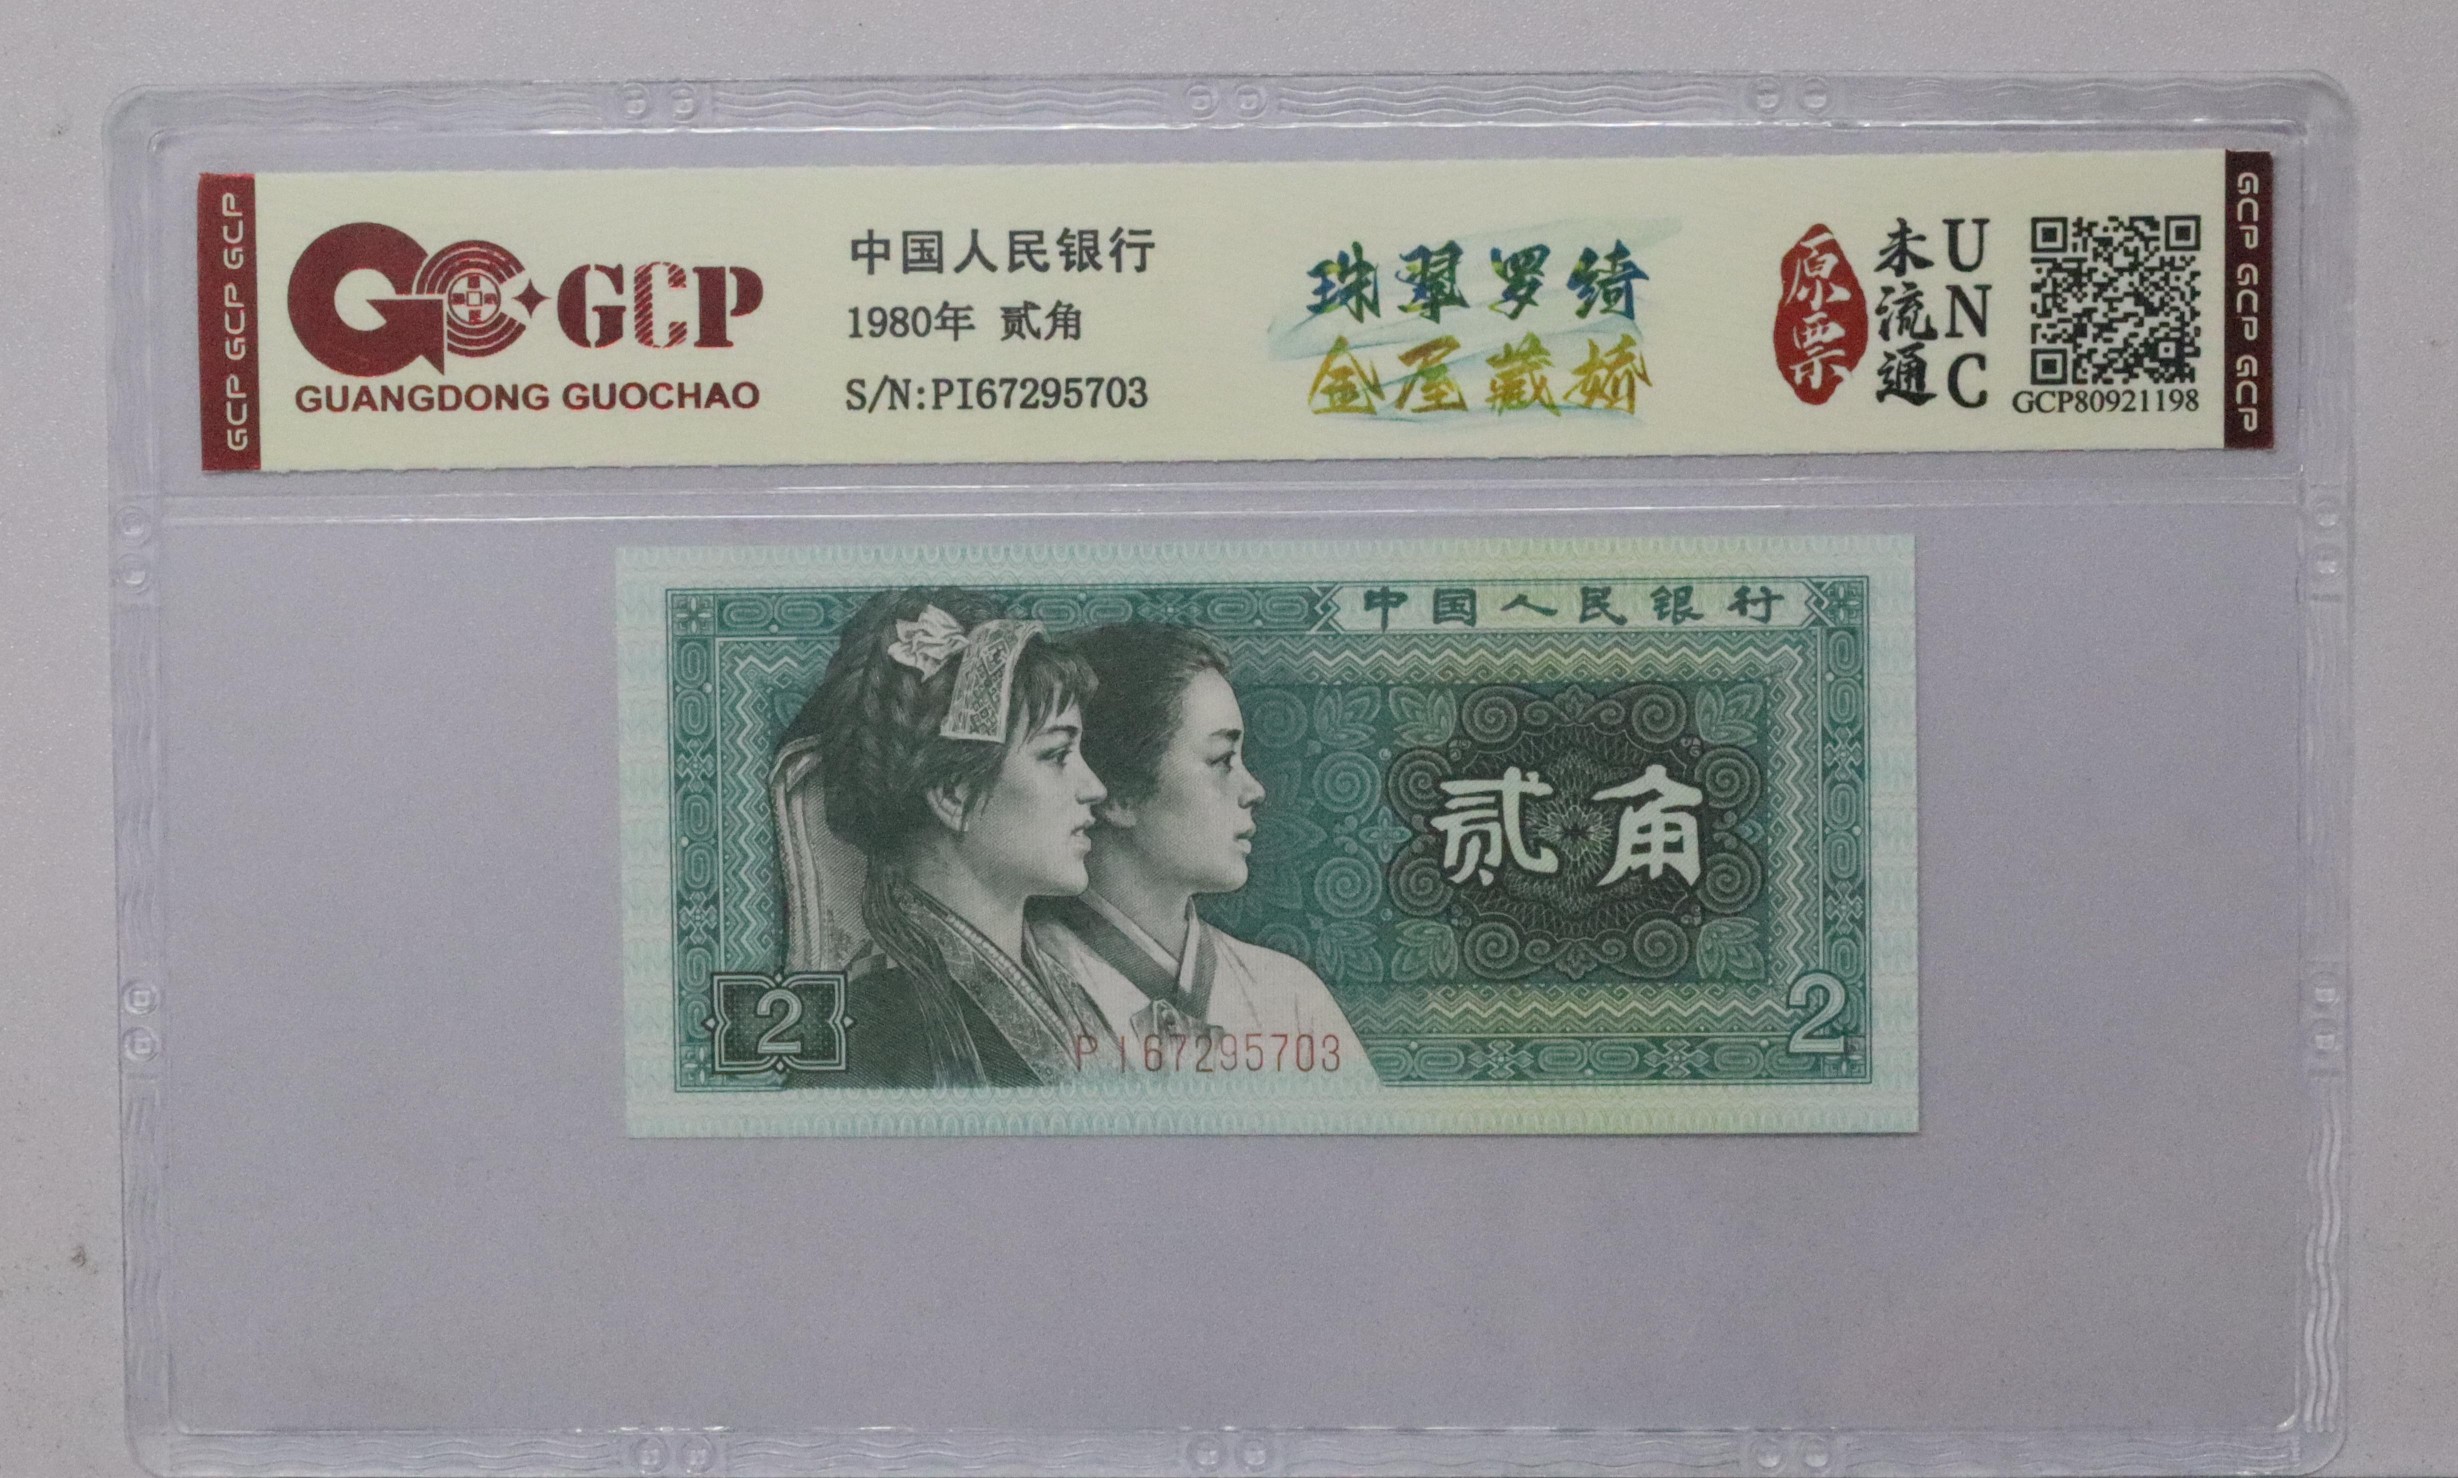 GCP GCP GCP
GCP
GUANGDONG GUOCHAO
中国人民银行
1980年 贰角
S/N:PI67295703
珠翠罗绮
金屋藏娇
原票
未流通
UNC
GCP80921198
GCP GCP GCP
中国人民银行
贰角
2
2
PI67295703